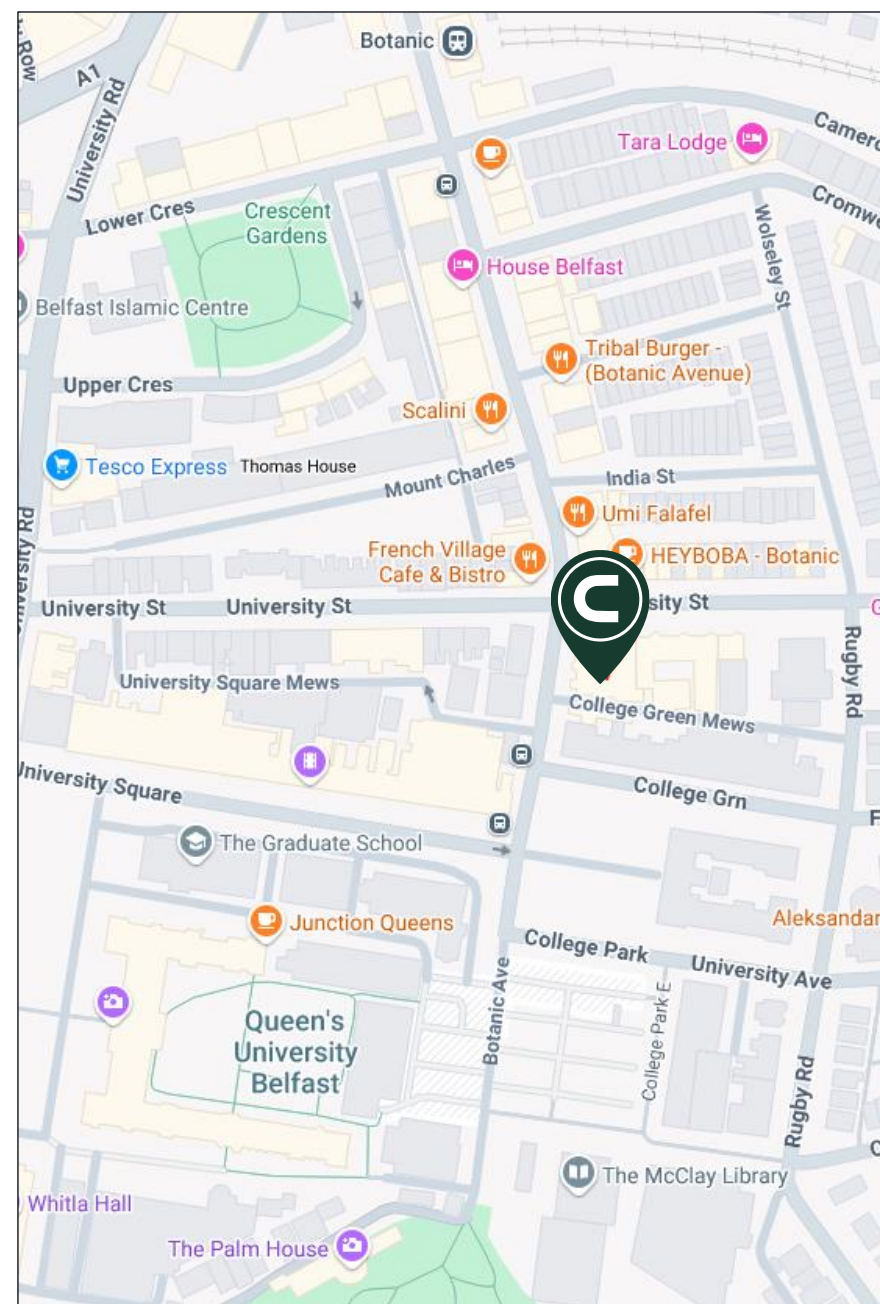 Botanic
Row
A1
University Rd
Tara Lodge
Camero
Lower Cres
Crescent
Gardens
Cromwe
Wolseley St
House Belfast
Belfast Islamic Centre
Tribal Burger -
(Botanic Avenue)
Upper Cres
Scalini
Tesco Express
Thomas House
Mount Charles
India St
Umi Falafel
University Rd
French Village
Cafe & Bistro
HEYBOBA - Botanic
University St
University St
sity St
G
Rugby Rd
University Square Mews
College Green Mews
University Square
College Grn
F
The Graduate School
Junction Queens
Aleksandar
College Park
University Ave
Botanic Ave
College Park E
Queen's
University
Belfast
Rugby Rd
C
The McClay Library
Whitla Hall
The Palm House